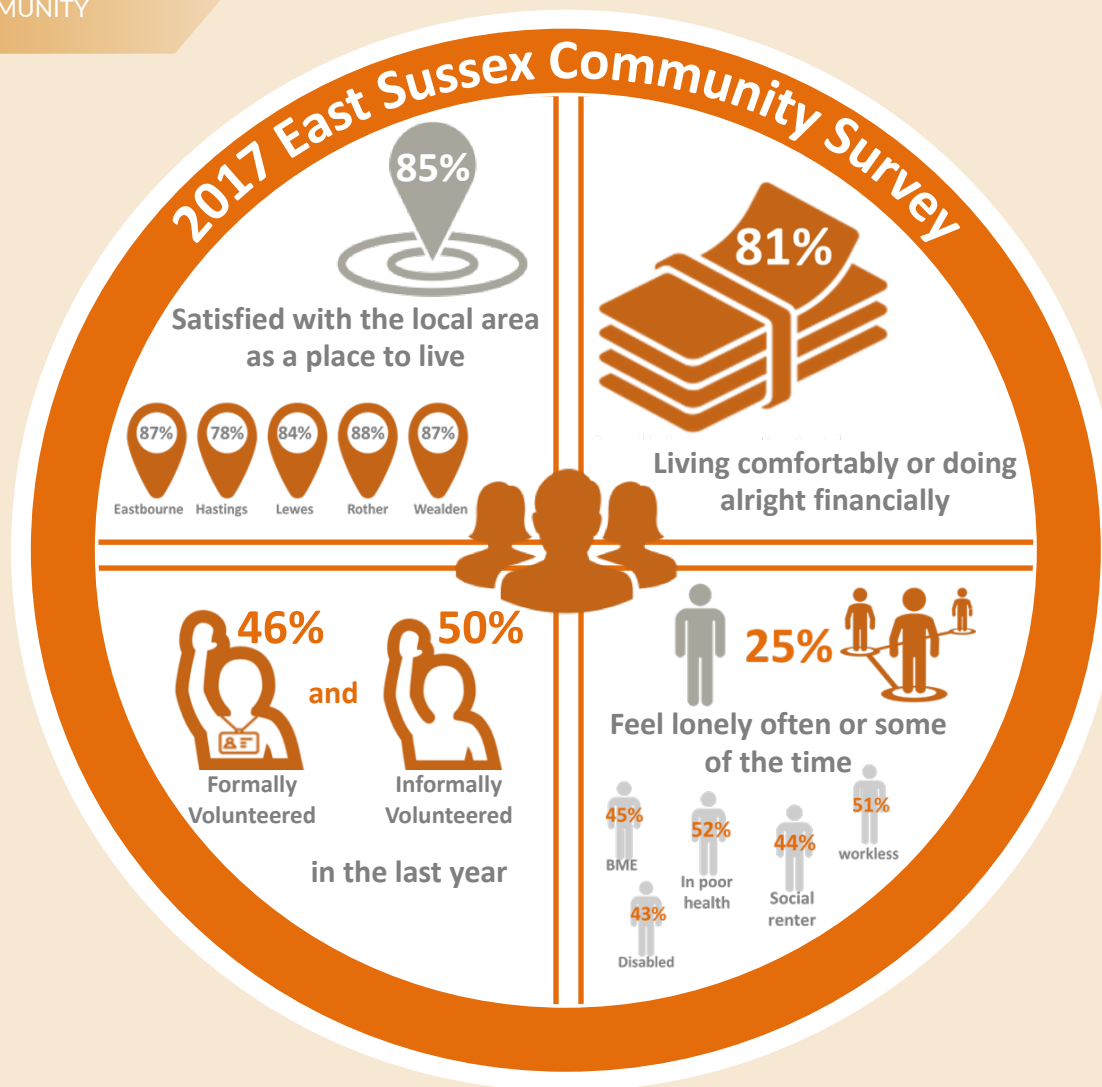 MUNITY
2017 East Sussex Community Survey
85%
Satisfied with the local area
as a place to live
87% 78% 84% 88% 87%
Eastbourne Hastings Lewes Rother Wealden
81%
Living comfortably or doing
alright financially
46%
and
50%
Formally
Volunteered
Informally
Volunteered
in the last year
25%
Feel lonely often or some
of the time
45%
BME
52%
In poor
health
44%
Social
renter
51%
workless
43%
Disabled